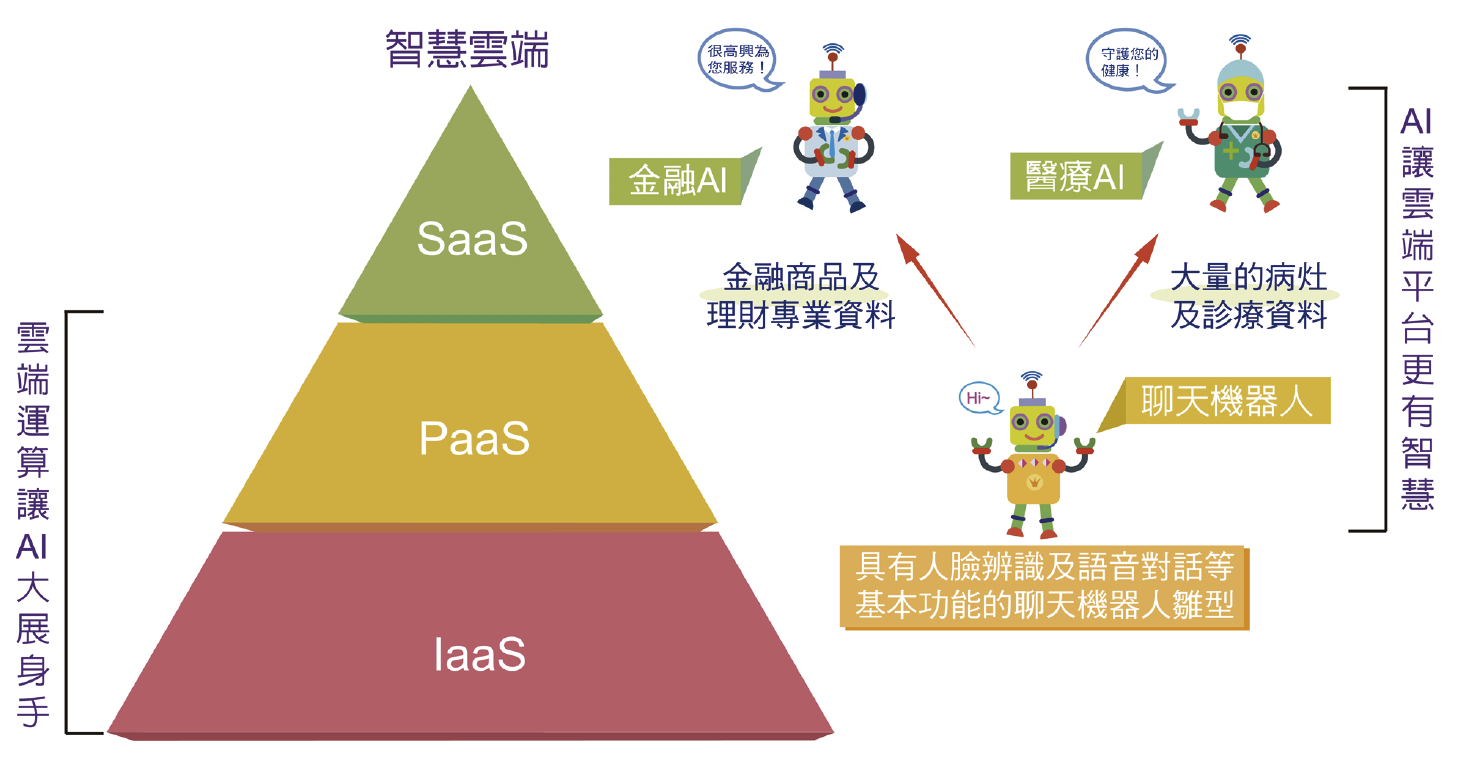 智慧雲端
SaaS
PaaS
IaaS
雲端運算讓AI大展身手
很高興為
您服務！
金融AI
守護您的
健康！
醫療AI
金融商品及
理財專業資料
大量的病灶
及診療資料
Hi~
聊天機器人
具有人臉辨識及語音對話等
基本功能的聊天機器人雛型
AI讓雲端平台更有智慧